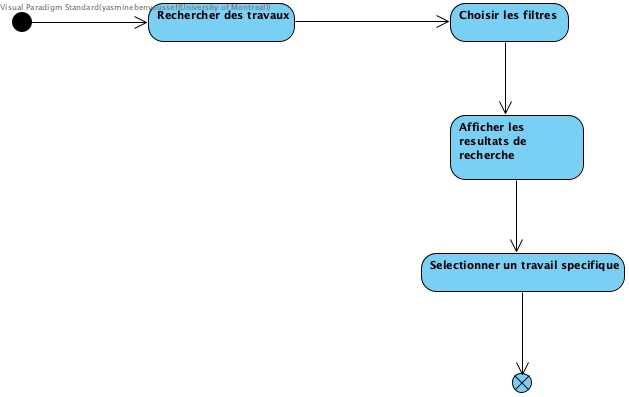 Visual Paradigm Standard(yasminebenyoussef(University of Montreal))
Rechercher des travaux
Choisir les filtres
Afficher les
resultats de
recherche
Selectionner un travail specifique